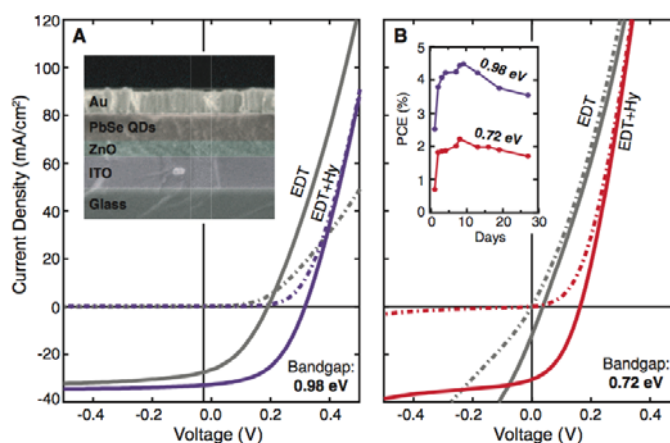 A
B
120
100
80
60
40
20
0
-20
-40
Current Density (mA/cm²)
Au
PbSe QDs
ZnO
ITO
Glass
EDT
EDT+Hy
Bandgap:
0.98 eV
-0.4
-0.2
0.0
0.2
0.4
Voltage (V)
PCE (%)
6
4
2
0
0
10
20
30
Days
0.98 eV
0.72 eV
EDT
EDT+Hy
Bandgap:
0.72 eV
-0.4
-0.2
0.0
0.2
0.4
Voltage (V)